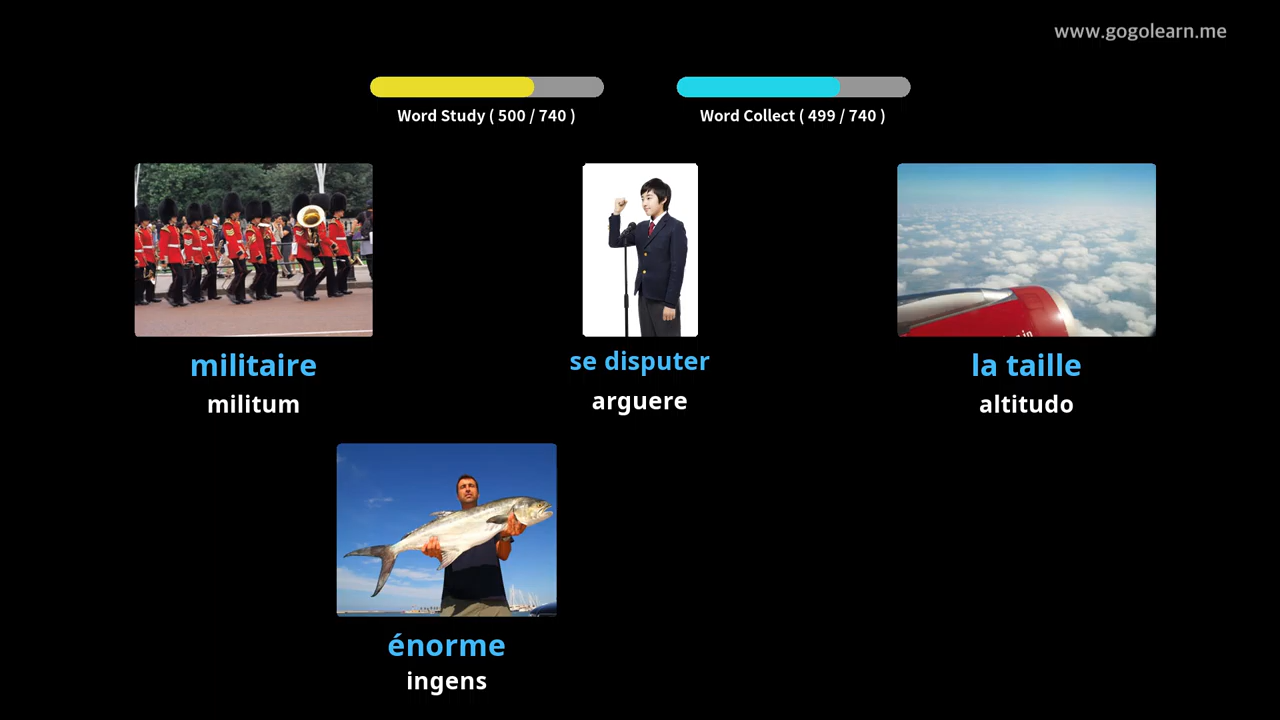 www.gogolearn.me
Word Study ( 500 / 740 )
Word Collect ( 499 / 740 )
militaire
militum
se disputer
arguere
la taille
altitudo
énorme
ingens